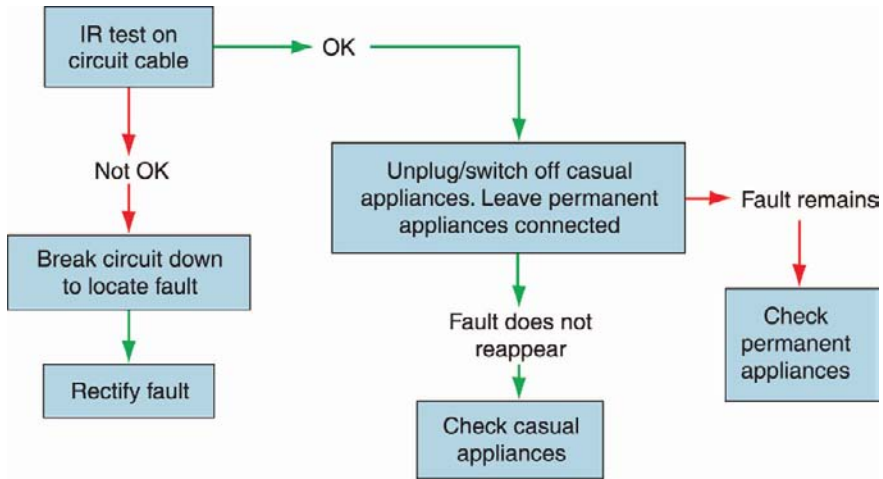 IR test on
circuit cable
OK
Not OK
Unplug/switch off casual
appliances. Leave permanent
appliances connected
Fault remains
Break circuit down
to locate fault
Fault does not
reappear
Check
permanent
appliances
Rectify fault
Check casual
appliances